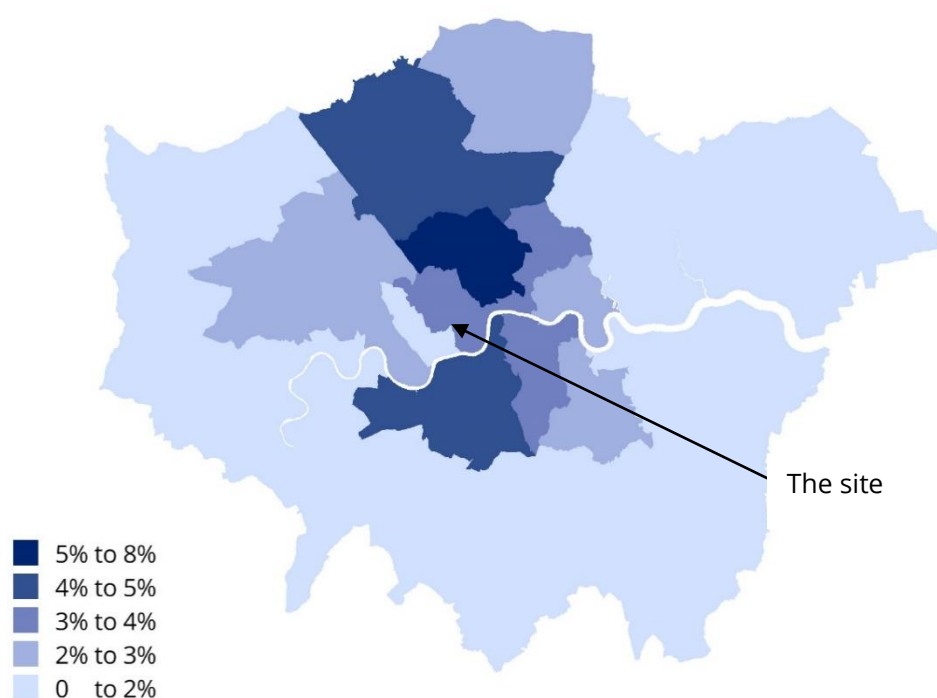 The site
5% to 8%
4% to 5%
3% to 4%
2% to 3%
0 to 2%